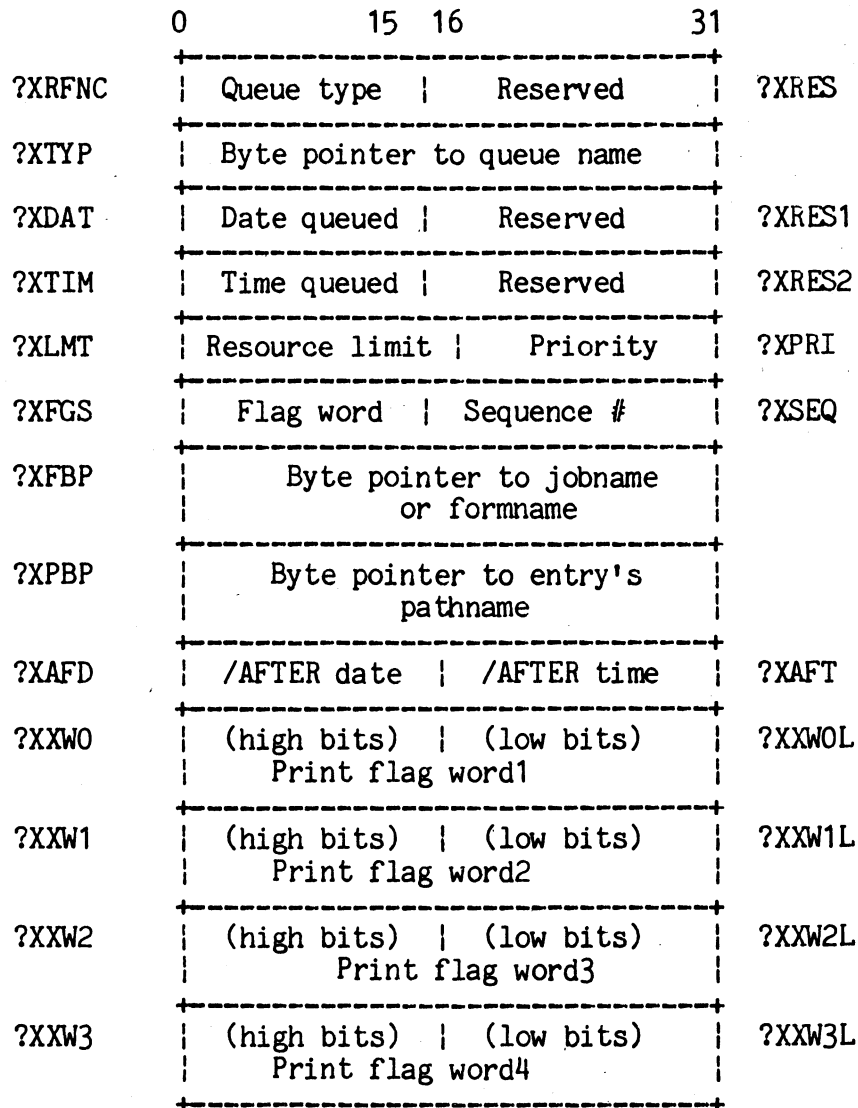 0 15 16 31
?XRFNC | Queue type | Reserved | ?XRES
?XTYP | Byte pointer to queue name |
?XDAT | Date queued | Reserved | ?XRES1
?XTIM | Time queued | Reserved | ?XRES2
?XLMT | Resource limit | Priority | ?XPRI
?XFGS | Flag word | Sequence # | ?XSEQ
?XFBP | Byte pointer to jobname |
| or formname |
?XPBP | Byte pointer to entry's |
| pathname |
?XAFD | /AFTER date | /AFTER time | ?XAFT
?XXW0 | (high bits) | (low bits) | ?XXW0L
| Print flag word1 |
?XXW1 | (high bits) | (low bits) | ?XXW1L
| Print flag word2 |
?XXW2 | (high bits) | (low bits) | ?XXW2L
| Print flag word3 |
?XXW3 | (high bits) | (low bits) | ?XXW3L
| Print flag word4 |